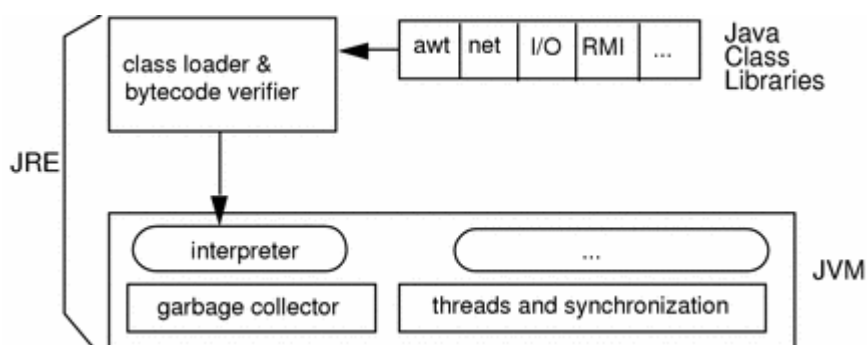 class loader &
bytecode verifier
awt net I/O RMI ...
Java
Class
Libraries
JRE
interpreter
...
JVM
garbage collector
threads and synchronization